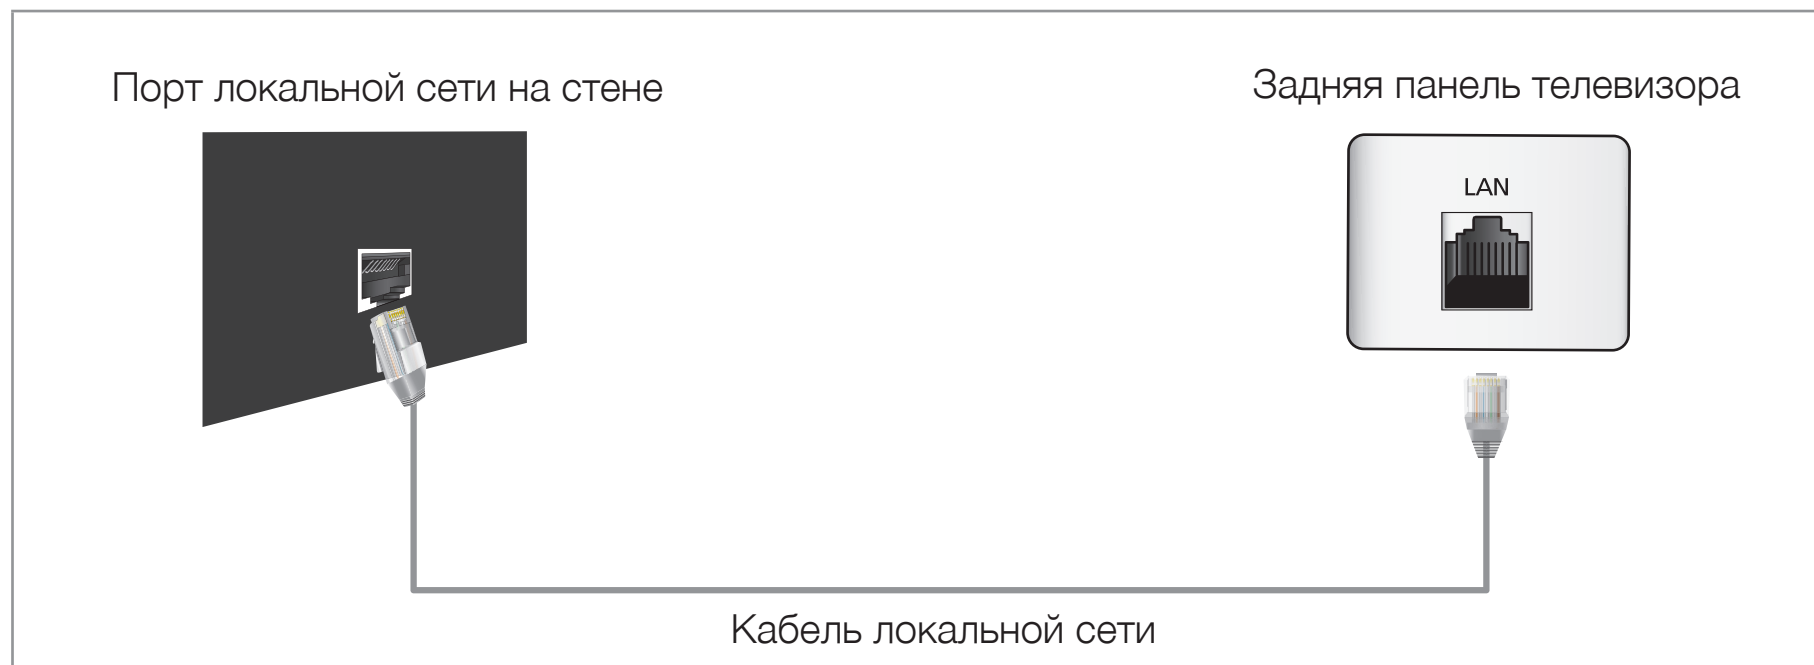 Порт локальной сети на стене
Задняя панель телевизора
LAN
Кабель локальной сети